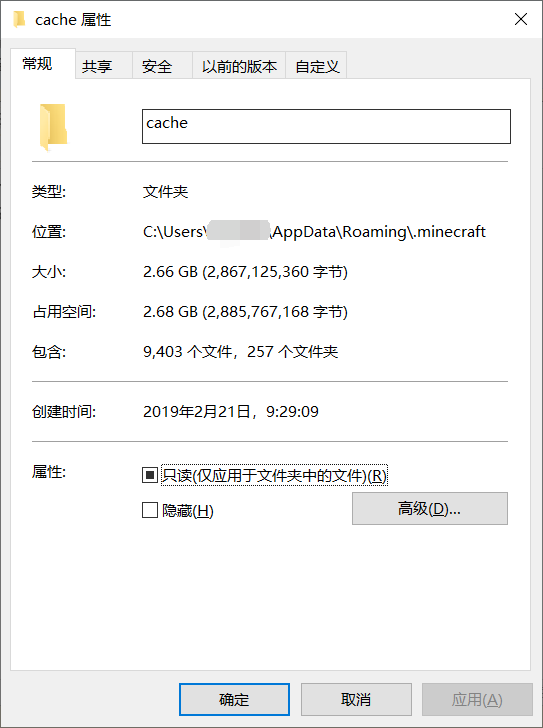 cache 属性
常规 共享 安全 以前的版本 自定义
cache
类型: 文件夹
位置: C:\Users\ \AppData\Roaming\.minecraft
大小: 2.66 GB (2,867,125,360 字节)
占用空间: 2.68 GB (2,885,767,168 字节)
包含: 9,403 个文件，257 个文件夹
创建时间: 2019年2月21日，9:29:09
属性: 只读(仅应用于文件夹中的文件)(R)
隐藏(H) 高级(D)...
确定 取消 应用(A)